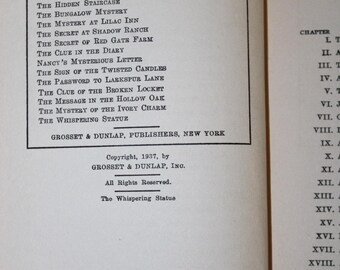 THE HIDDEN STAIRCASE
THE BUNGALOW MYSTERY
THE MYSTERY AT LILAC INN
THE SECRET AT SHADOW RANCH
THE SECRET OF RED GATE FARM
THE CLUE IN THE DIARY
NANCY'S MYSTERIOUS LETTER
THE SIGN OF THE TWISTED CANDLES
THE PASSWORD TO LARKSPUR LANE
THE CLUE OF THE BROKEN LOCKET
THE MESSAGE IN THE HOLLOW OAK
THE MYSTERY OF THE IVORY CHARM
THE WHISPERING STATUE
GROSSET & DUNLAP, PUBLISHERS, NEW YORK
Copyright, 1937, by
GROSSET & DUNLAP, Inc.
All Rights Reserved.
The Whispering Statue
CHAPTER
I. T
II. A
III.
IV. A
V. T
VI. J
VII. C
VIII. I
IX. A
X. A
XI.
XII.
XIII. A
XIV.
XV.
XVI.
XVII.
XVIII.